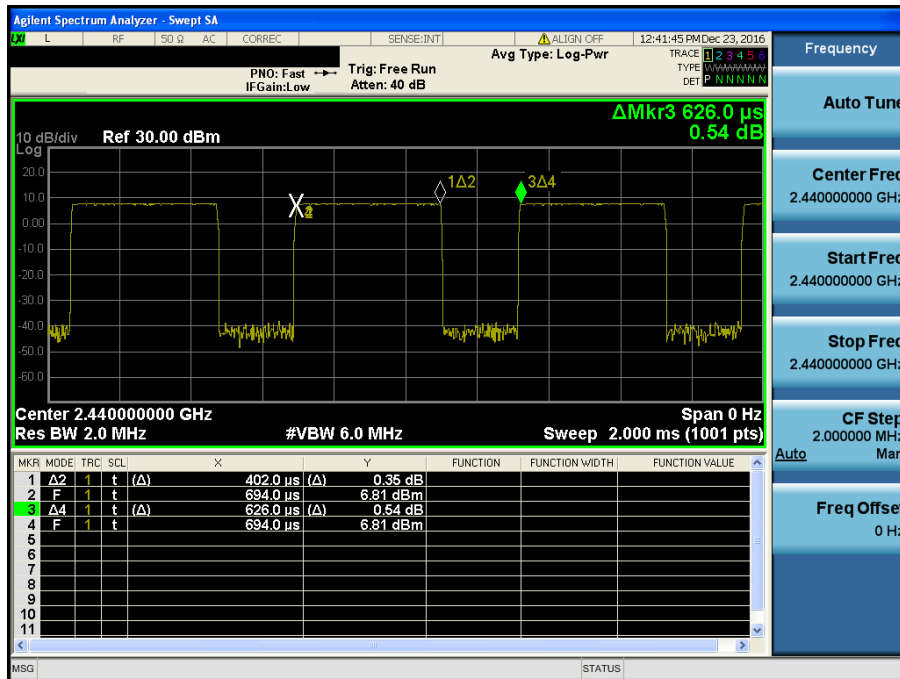 Agilent Spectrum Analyzer - Swept SA
LXI L RF 50 Ω AC CORREC SENSE:INT ALIGN OFF 12:41:45 PM Dec 23, 2016
Frequency
Avg Type: Log-Pwr TRACE 1 2 3 4 5 6
PNO: Fast Trig: Free Run TYPE WWWWWW
IFGain:Low Atten: 40 dB DET P N N N N N
Auto Tune
ΔMkr3 626.0 µs
0.54 dB
10 dB/div Ref 30.00 dBm
Log
20.0
10.0
0.00
-10.0
-20.0
-30.0
-40.0
-50.0
-60.0
1Δ2
3Δ4
Center Freq
2.440000000 GHz
Start Freq
2.440000000 GHz
Stop Freq
2.440000000 GHz
CF Step
2.000000 MHz
Auto Man
Freq Offset
0 Hz
Center 2.440000000 GHz Span 0 Hz
Res BW 2.0 MHz #VBW 6.0 MHz Sweep 2.000 ms (1001 pts)
MKR MODE TRC SCL X Y FUNCTION FUNCTION WIDTH FUNCTION VALUE
1 Δ2 1 t (Δ) 402.0 µs (Δ) 0.35 dB
2 F 1 t 694.0 µs 6.81 dBm
3 Δ4 1 t (Δ) 626.0 µs (Δ) 0.54 dB
4 F 1 t 694.0 µs 6.81 dBm
5
6
7
8
9
10
11
MSG STATUS